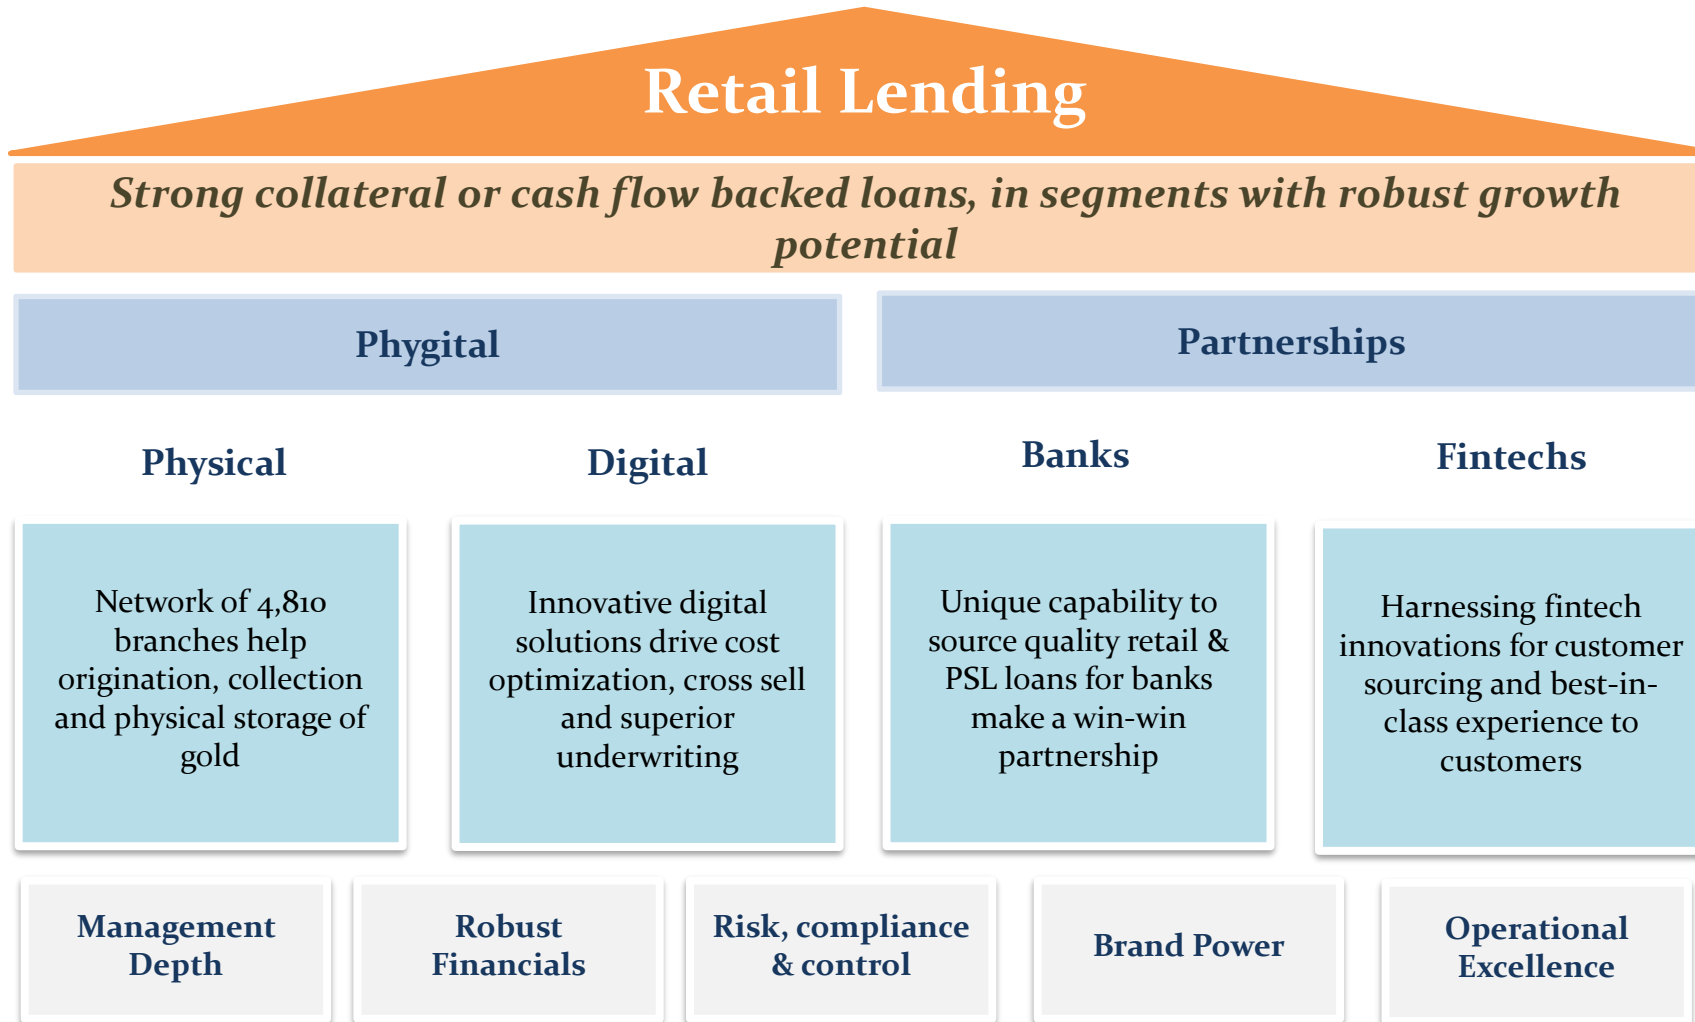 Retail Lending
Strong collateral or cash flow backed loans, in segments with robust growth
potential
Phygital
Partnerships
Physical
Digital
Banks
Fintechs
Network of 4,810
branches help
origination, collection
and physical storage of
gold
Innovative digital
solutions drive cost
optimization, cross sell
and superior
underwriting
Unique capability to
source quality retail &
PSL loans for banks
make a win-win
partnership
Harnessing fintech
innovations for customer
sourcing and best-in-
class experience to
customers
Management
Depth
Robust
Financials
Risk, compliance
& control
Brand Power
Operational
Excellence